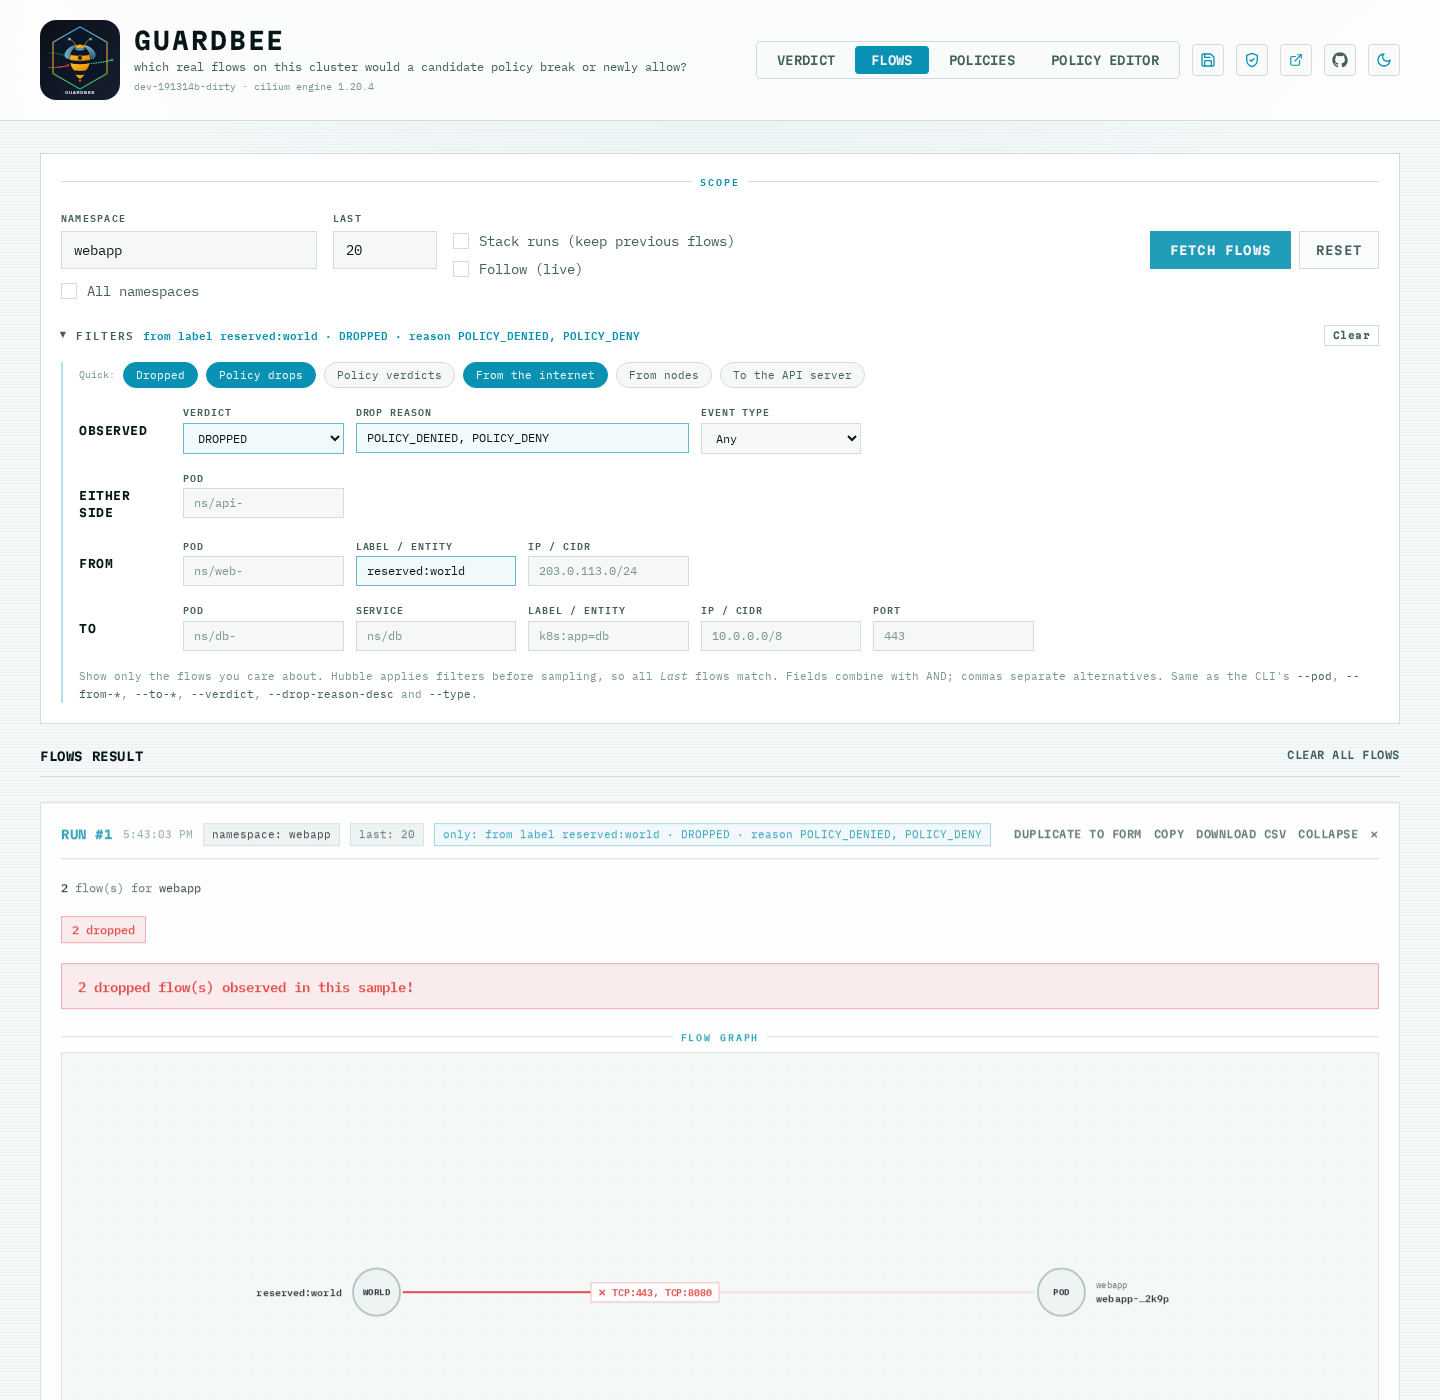 GUARDBEE
GUARDBEE
which real flows on this cluster would a candidate policy break or newly allow?
dev-191314b-dirty · cilium engine 1.20.4
VERDICT FLOWS POLICIES POLICY EDITOR
SCOPE
NAMESPACE LAST
webapp 20 Stack runs (keep previous flows) FETCH FLOWS RESET
Follow (live)
All namespaces
▼ FILTERS from label reserved:world · DROPPED · reason POLICY_DENIED, POLICY_DENY Clear
Quick: Dropped Policy drops Policy verdicts From the internet From nodes To the API server
VERDICT DROP REASON EVENT TYPE
OBSERVED DROPPED POLICY_DENIED, POLICY_DENY Any
POD
EITHER SIDE ns/api-
POD LABEL / ENTITY IP / CIDR
FROM ns/web- reserved:world 203.0.113.0/24
POD SERVICE LABEL / ENTITY IP / CIDR PORT
TO ns/db- ns/db k8s:app=db 10.0.0.0/8 443
Show only the flows you care about. Hubble applies filters before sampling, so all Last flows match. Fields combine with AND; commas separate alternatives. Same as the CLI's --pod, --
from-*, --to-*, --verdict, --drop-reason-desc and --type.
FLOWS RESULT CLEAR ALL FLOWS
RUN #1 5:43:03 PM namespace: webapp last: 20 only: from label reserved:world · DROPPED · reason POLICY_DENIED, POLICY_DENY DUPLICATE TO FORM COPY DOWNLOAD CSV COLLAPSE ×
2 flow(s) for webapp
2 dropped
2 dropped flow(s) observed in this sample!
FLOW GRAPH
reserved:world WORLD × TCP:443, TCP:8080 POD webapp
webapp-…2k9p